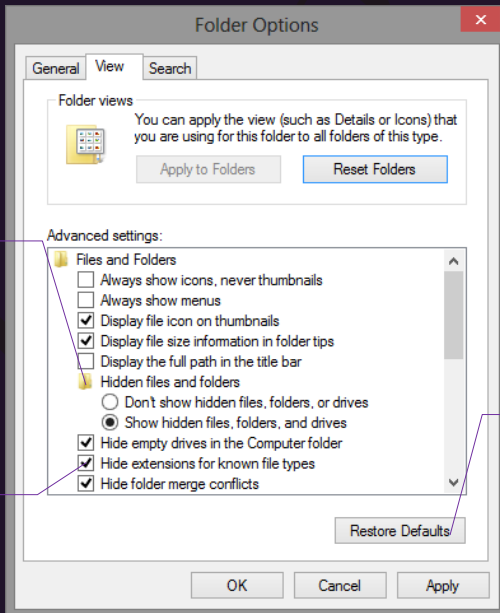 Folder Options
General View Search
Folder views
You can apply the view (such as Details or Icons) that
you are using for this folder to all folders of this type.
Apply to Folders Reset Folders
Advanced settings:
Files and Folders
Always show icons, never thumbnails
Always show menus
Display file icon on thumbnails
Display file size information in folder tips
Display the full path in the title bar
Hidden files and folders
Don't show hidden files, folders, or drives
Show hidden files, folders, and drives
Hide empty drives in the Computer folder
Hide extensions for known file types
Hide folder merge conflicts
Restore Defaults
OK Cancel Apply